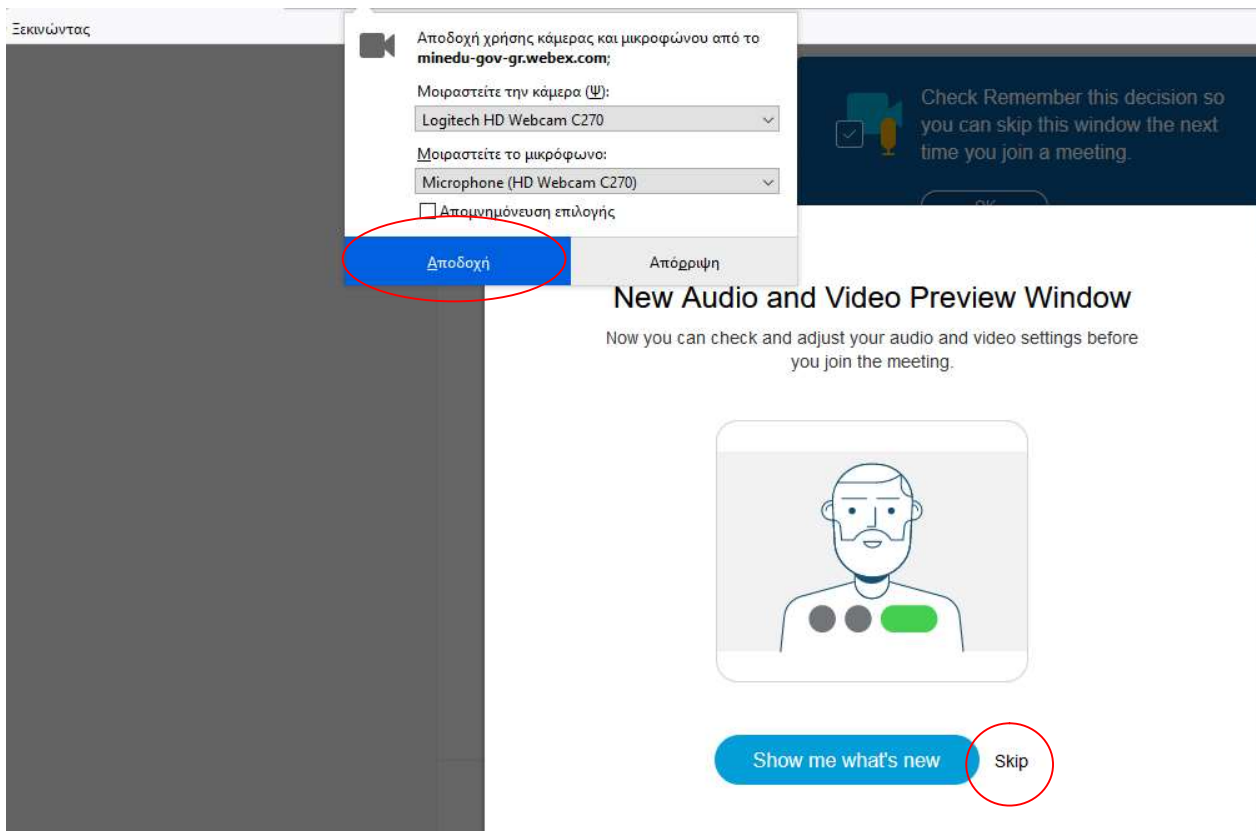 Ξεκινώντας
Αποδοχή χρήσης κάμερας και μικροφώνου από το
minedu-gov-gr.webex.com;
Μοιραστείτε την κάμερα (Ψ):
Logitech HD Webcam C270
Μοιραστείτε το μικρόφωνο:
Microphone (HD Webcam C270)
Απομνημόνευση επιλογής
Αποδοχή
Απόρριψη
Check Remember this decision so
you can skip this window the next
time you join a meeting.
OK
New Audio and Video Preview Window
Now you can check and adjust your audio and video settings before
you join the meeting.
Show me what's new
Skip